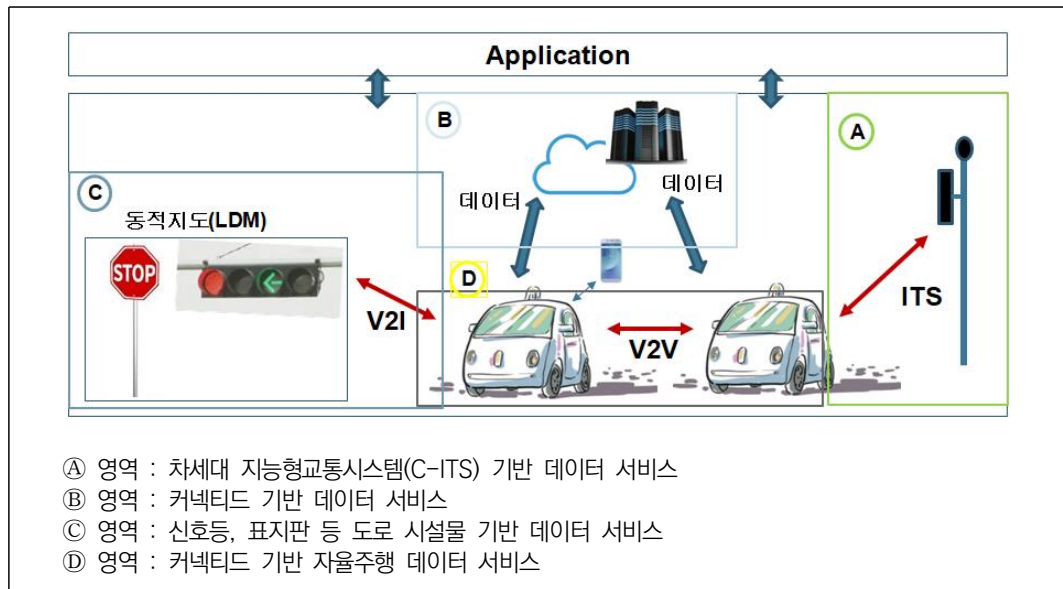 Application
B
A
C
데이터
데이터
동적지도(LDM)
STOP
D
V2I
V2V
ITS
Ⓐ 영역 : 차세대 지능형교통시스템(C-ITS) 기반 데이터 서비스
Ⓑ 영역 : 커넥티드 기반 데이터 서비스
Ⓒ 영역 : 신호등, 표지판 등 도로 시설물 기반 데이터 서비스
Ⓓ 영역 : 커넥티드 기반 자율주행 데이터 서비스